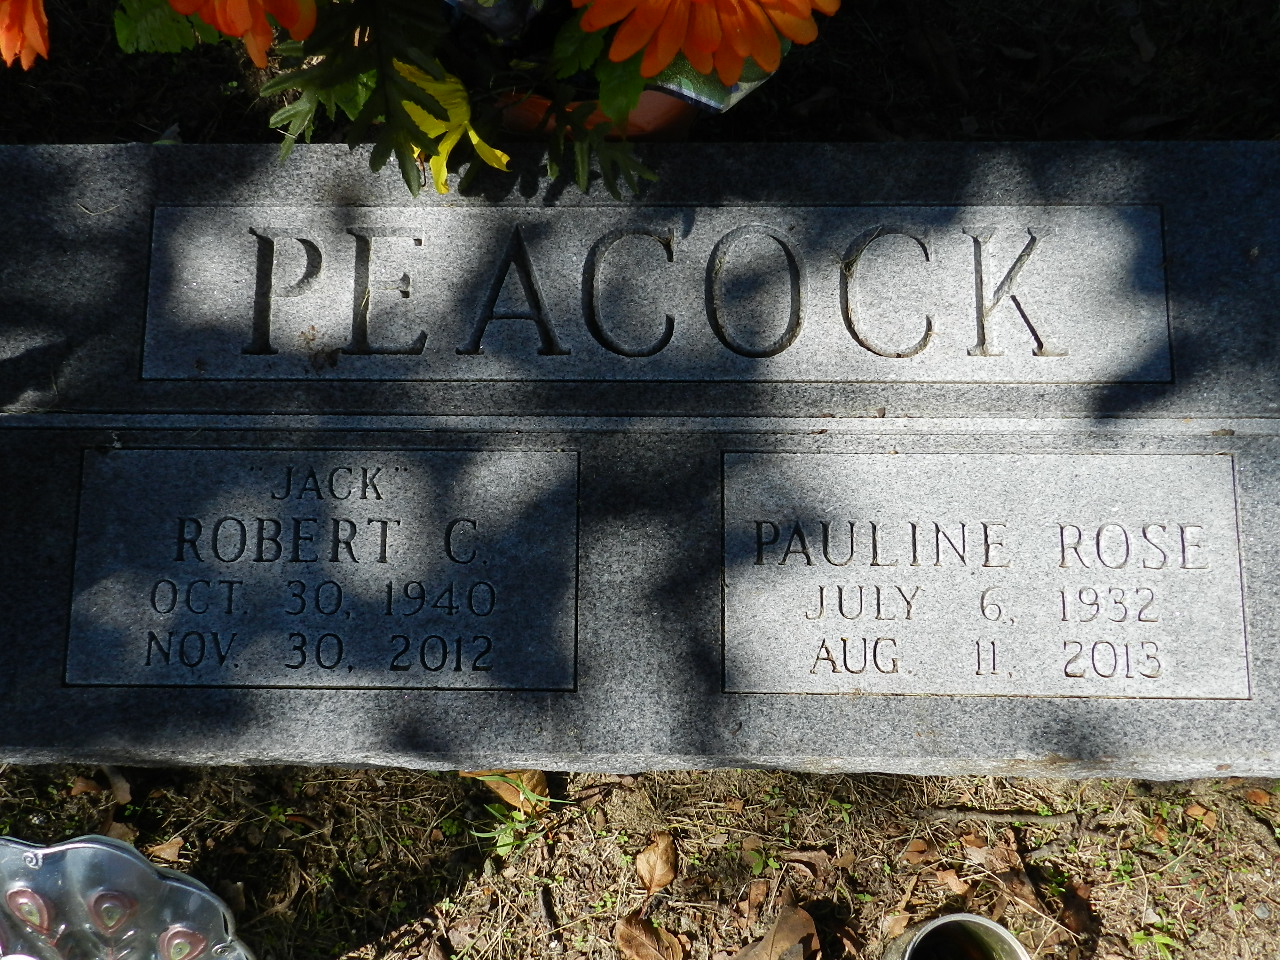 PEACOCK
"JACK"
ROBERT C.
OCT. 30, 1940
NOV. 30, 2012
PAULINE ROSE
JULY 6, 1932
AUG. 11, 2013